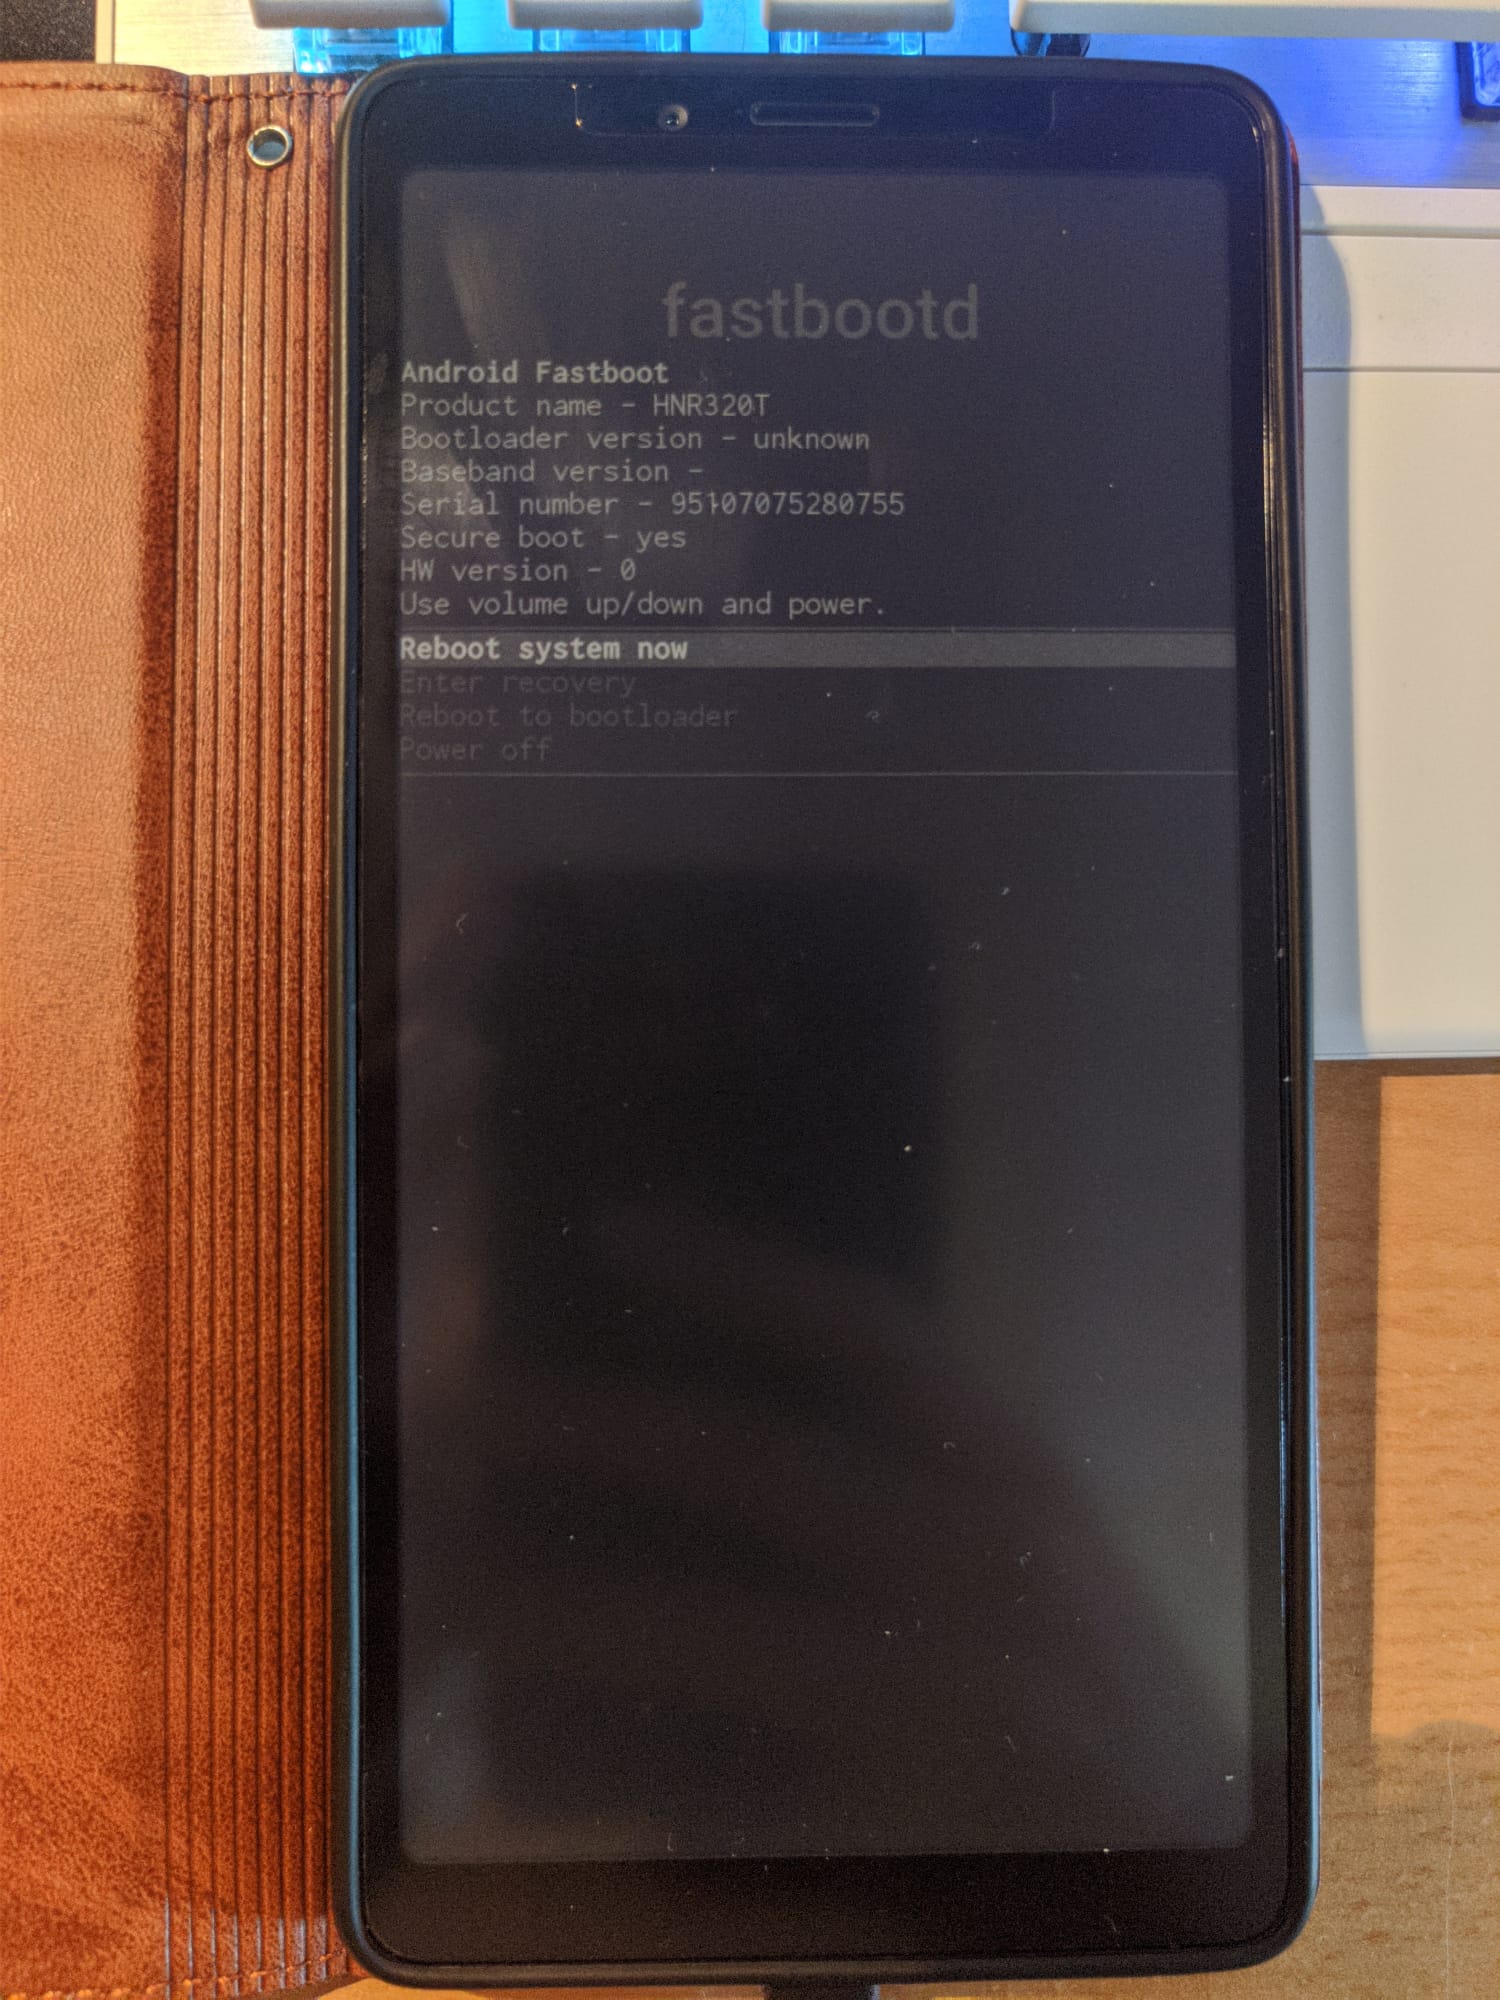 fastbootd
Android Fastboot
Product name - HNR320T
Bootloader version - unknown
Baseband version -
Serial number - 95107075280755
Secure boot - yes
HW version - 0
Use volume up/down and power.
Reboot system now
Enter recovery
Reboot to bootloader
Power off